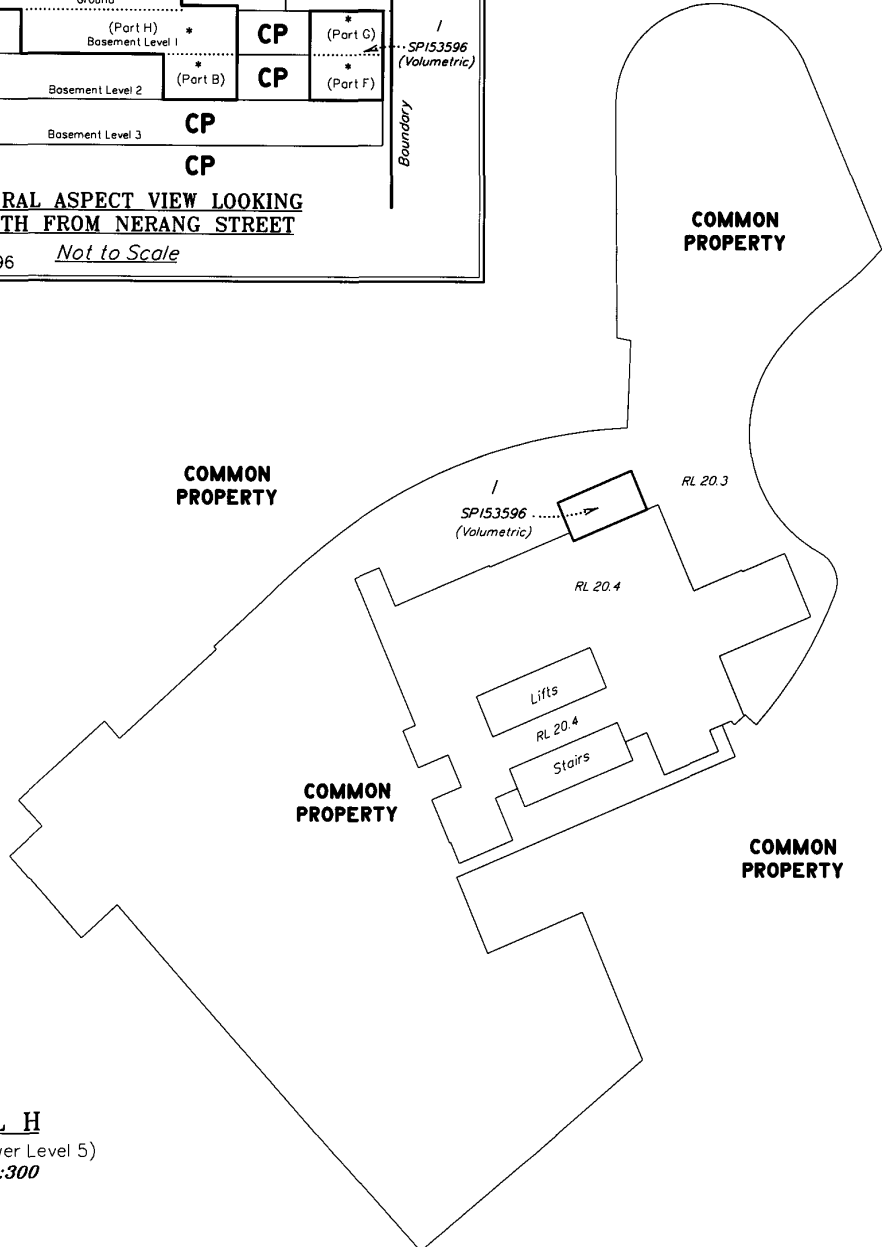 Ground
(Part H) *
Basement Level 1
CP
*
(Part G)
1
SP153596
(Volumetric)
*
(Part B)
CP
*
(Part F)
Basement Level 2
Basement Level 3
CP
CP
Boundary
RAL ASPECT VIEW LOOKING
TH FROM NERANG STREET
96
Not to Scale
COMMON
PROPERTY
COMMON
PROPERTY
1
SP153596
(Volumetric)
RL 20.3
RL 20.4
Lifts
RL 20.4
Stairs
COMMON
PROPERTY
COMMON
PROPERTY
L H
ver Level 5)
:300